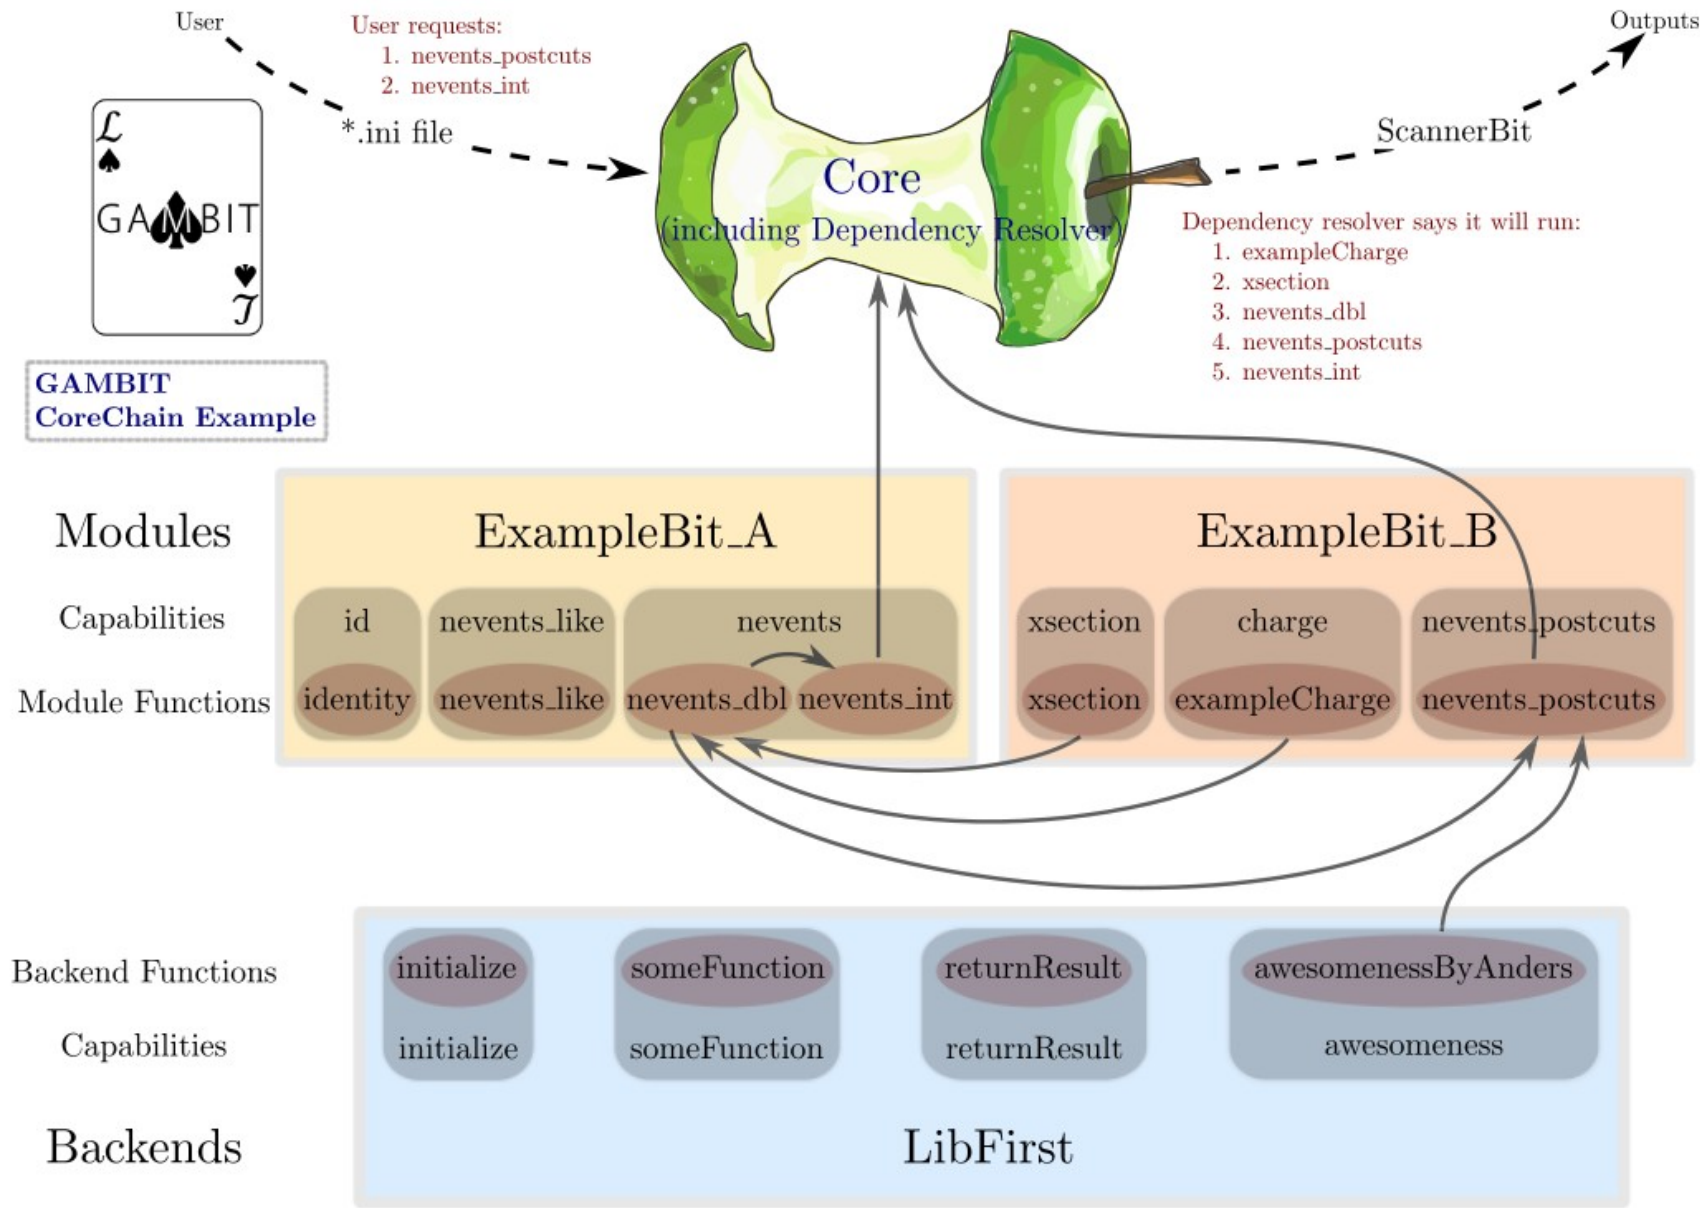 User
User requests:
1. nevents_postcuts
2. nevents_int
*.ini file
Outputs
ScannerBit
ℒ
GAMBIT
ℒ
Core
(including Dependency Resolver)
Dependency resolver says it will run:
1. exampleCharge
2. xsection
3. nevents_dbl
4. nevents_postcuts
5. nevents_int
GAMBIT
CoreChain Example
Modules
ExampleBit_A
ExampleBit_B
Capabilities
id
nevents_like
nevents
xsection
charge
nevents_postcuts
Module Functions
identity
nevents_like
nevents_dbl
nevents_int
xsection
exampleCharge
nevents_postcuts
Backend Functions
initialize
someFunction
returnResult
awesomenessByAnders
Capabilities
initialize
someFunction
returnResult
awesomeness
Backends
LibFirst